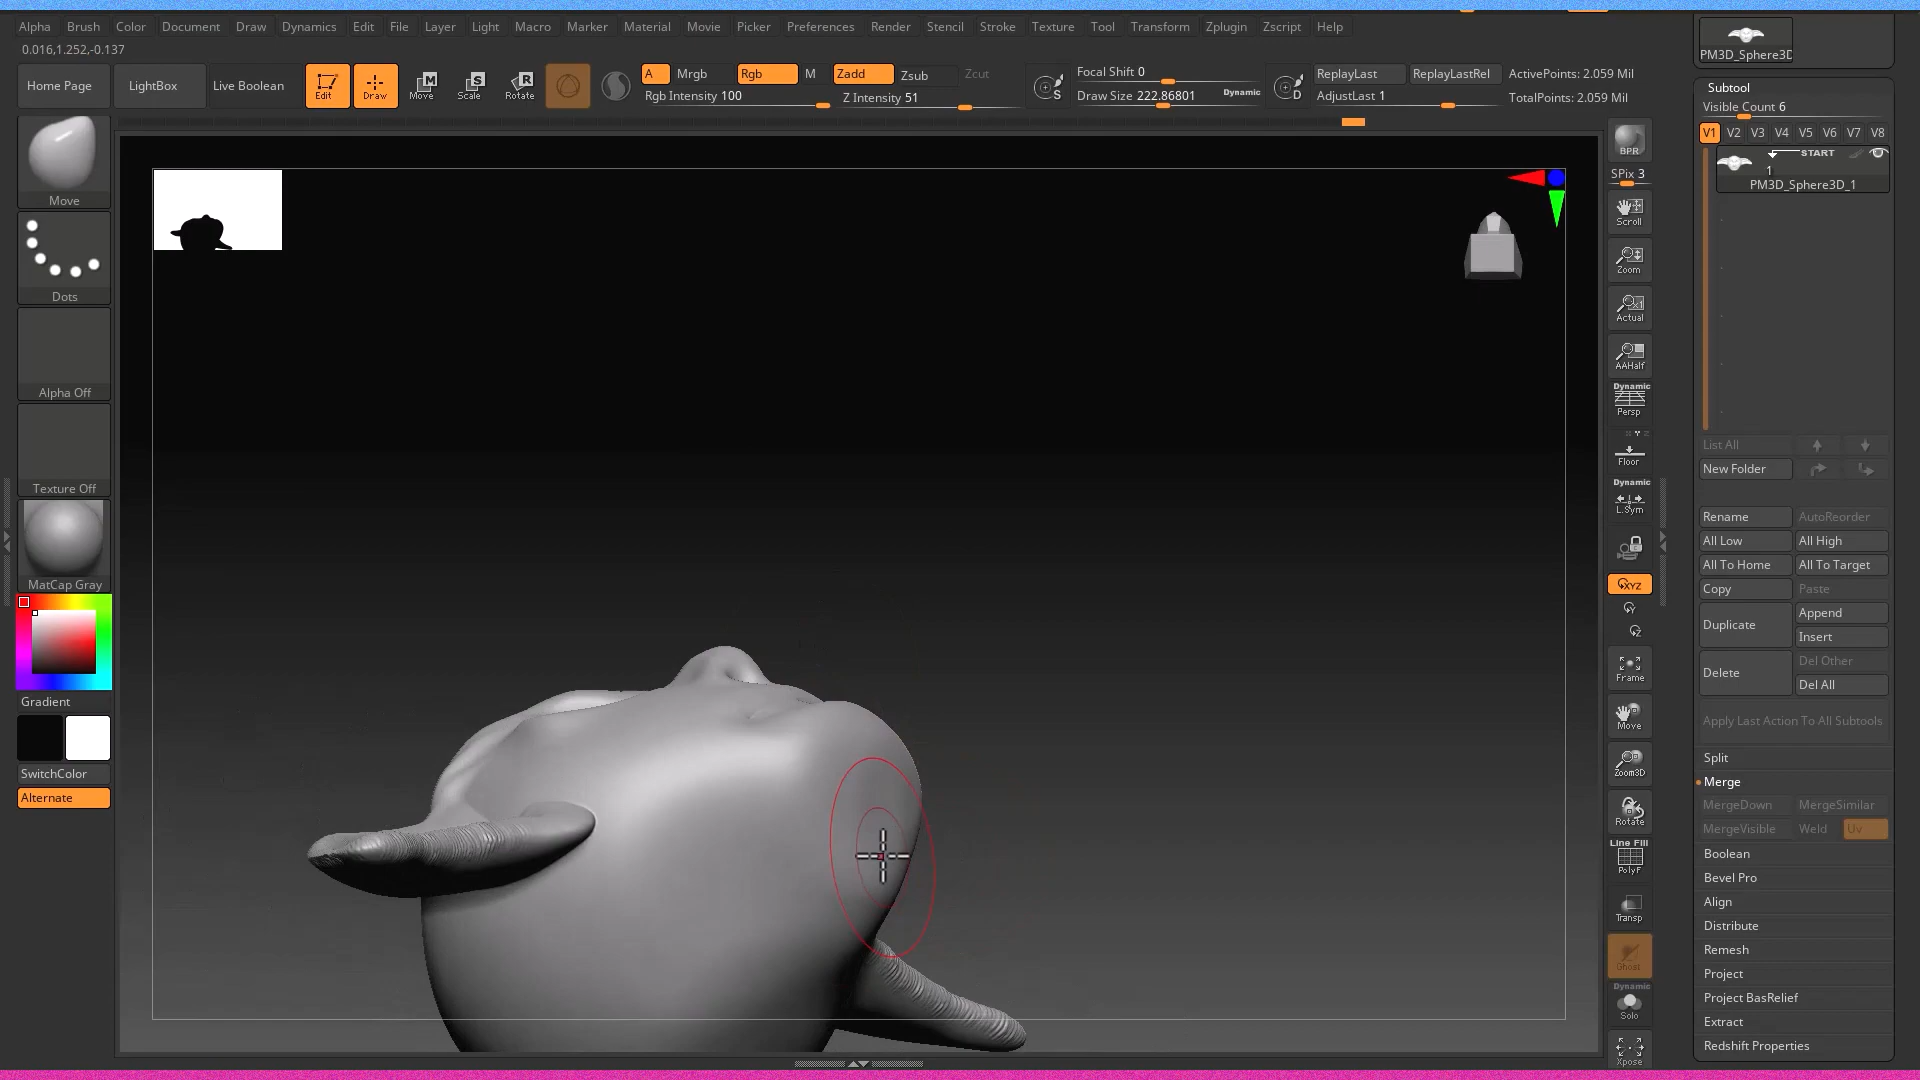 Alpha Brush Color Document Draw Dynamics Edit File Layer Light Macro Marker Material Movie Picker Preferences Render Stencil Stroke Texture Tool Transform Zplugin Zscript Help
0.016,1.252,-0.137
Home Page
LightBox
Live Boolean
Edit
Draw
Move
Scale
Rotate
A Mrgb Rgb M Zadd Zsub Zcut
Rgb Intensity 100
Z Intensity 51
Focal Shift 0
Draw Size 222.86801
Dynamic
ReplayLast ReplayLastRel
AdjustLast 1
ActivePoints: 2.059 Mil
TotalPoints: 2.059 Mil
Move
Dots
Alpha Off
Texture Off
MatCap Gray
Gradient
SwitchColor
Alternate
BPR
SPix 3
Scroll
Zoom
Actual
AAHalf
Dynamic
Persp
Floor
Dynamic
L.Sym
XYZ
Y
Z
Frame
Move
Zoom3D
Rotate
Line Fill
PolyF
Transp
Ghost
Dynamic
Solo
Xpose
PM3D_Sphere3D
Subtool
Visible Count 6
V1 V2 V3 V4 V5 V6 V7 V8
START
1
PM3D_Sphere3D_1
List All
New Folder
Rename AutoReorder
All Low All High
All To Home All To Target
Copy Paste
Duplicate
Append
Insert
Delete
Del Other
Del All
Apply Last Action To All Subtools
Split
Merge
MergeDown MergeSimilar
MergeVisible Weld Uv
Boolean
Bevel Pro
Align
Distribute
Remesh
Project
Project BasRelief
Extract
Redshift Properties